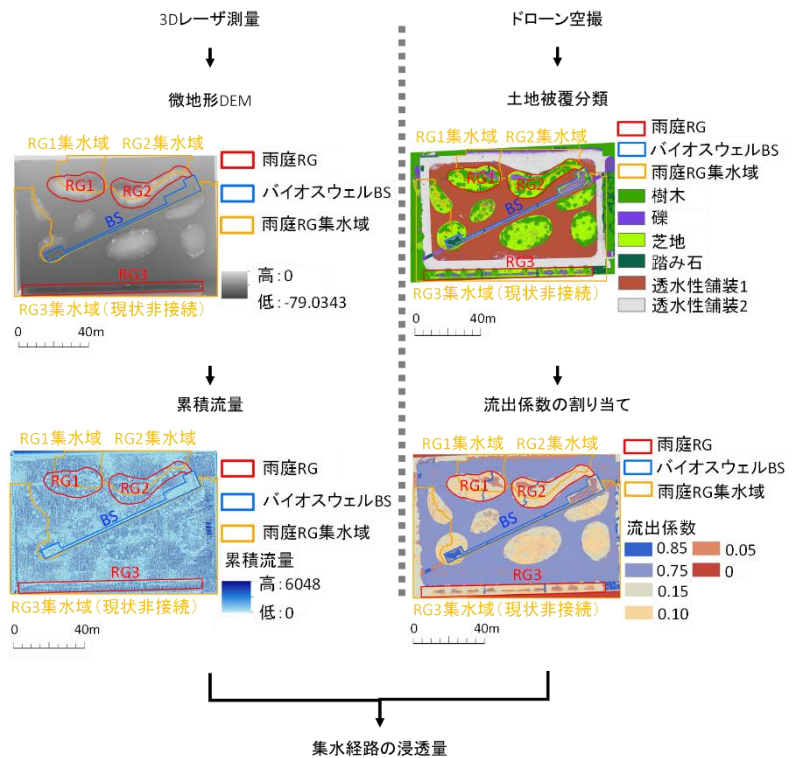 3Dレーザ測量
微地形DEM
RG1集水域 RG2集水域
RG1
RG2
BS
RG3
RG3集水域(現状非接続)
0 40m
雨庭RG
バイオスウェルBS
雨庭RG集水域
高:0
低:-79.0343
累積流量
RG1集水域 RG2集水域
RG1
RG2
BS
RG3
RG3集水域(現状非接続)
0 40m
雨庭RG
バイオスウェルBS
雨庭RG集水域
累積流量
高:6048
低:0
ドローン空撮
土地被覆分類
RG1集水域 RG2集水域
RG1
RG2
BS
RG3
RG3集水域(現状非接続)
0 40m
雨庭RG
バイオスウェルBS
雨庭RG集水域
樹木
礫
芝地
踏み石
透水性舗装1
透水性舗装2
流出係数の割り当て
RG1集水域 RG2集水域
RG1
RG2
BS
RG3
RG3集水域(現状非接続)
0 40m
雨庭RG
バイオスウェルBS
雨庭RG集水域
流出係数
0.85 0.05
0.75 0
0.15
0.10
集水経路の浸透量